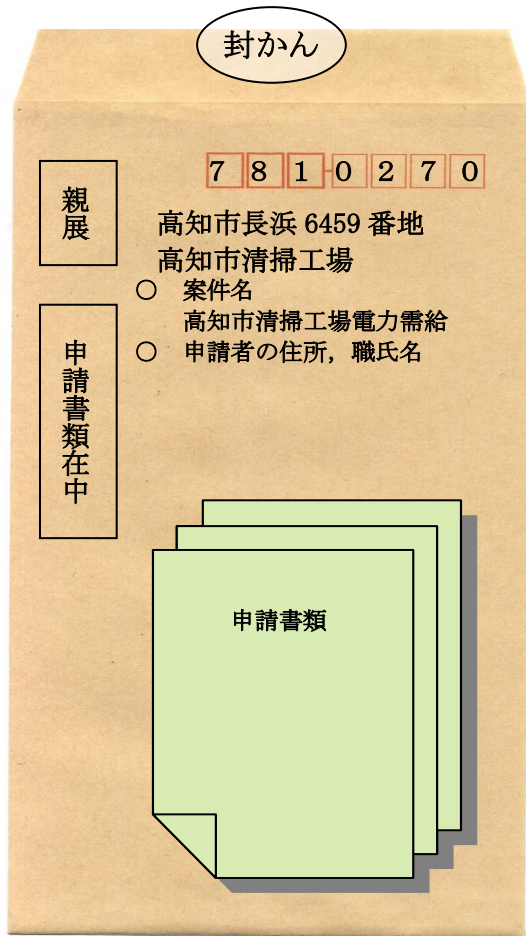 封かん
7810270
親展
高知市長浜 6459 番地
高知市清掃工場
○ 案件名
高知市清掃工場電力需給
○ 申請者の住所，職氏名
申請書類在中
申請書類